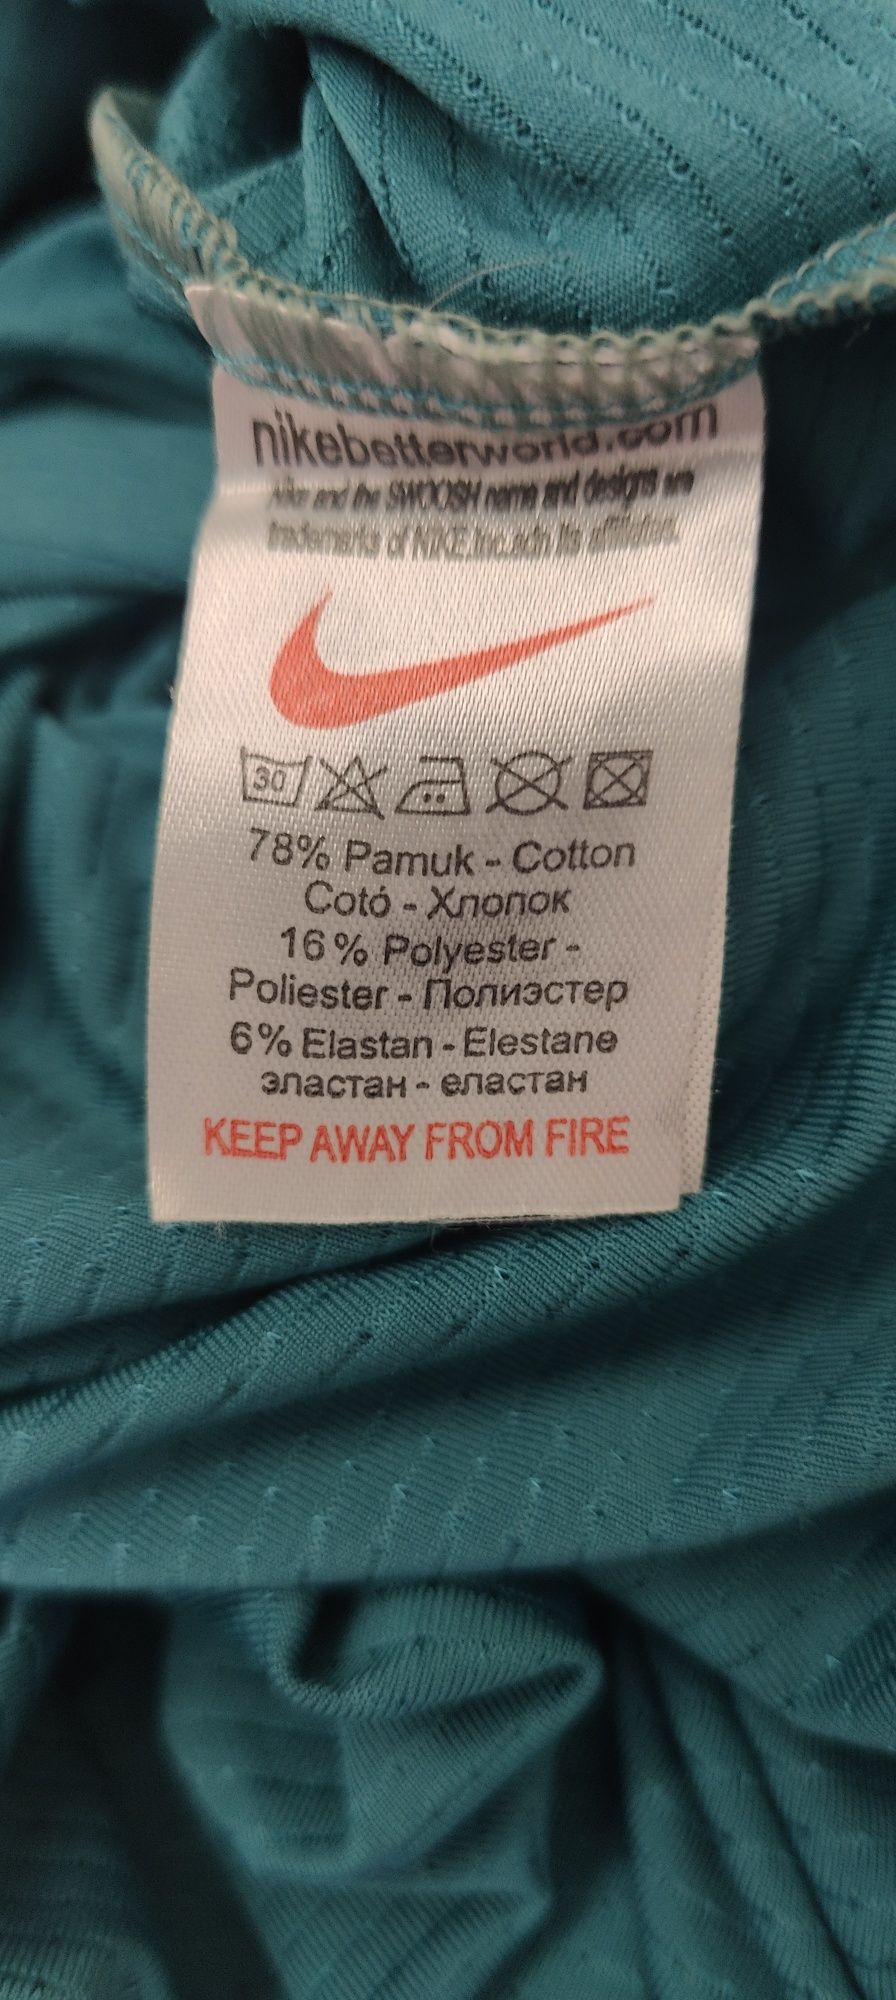 nikebetterworld.com
Nike and the SWOOSH name and designs are
trademarks of NIKE,Inc.adn its affiliaties.
30
78% Pamuk - Cotton
Cotó - Хлопок
16% Polyester -
Poliester - Полиэстер
6% Elastan - Elestane
эластан - еластан
KEEP AWAY FROM FIRE